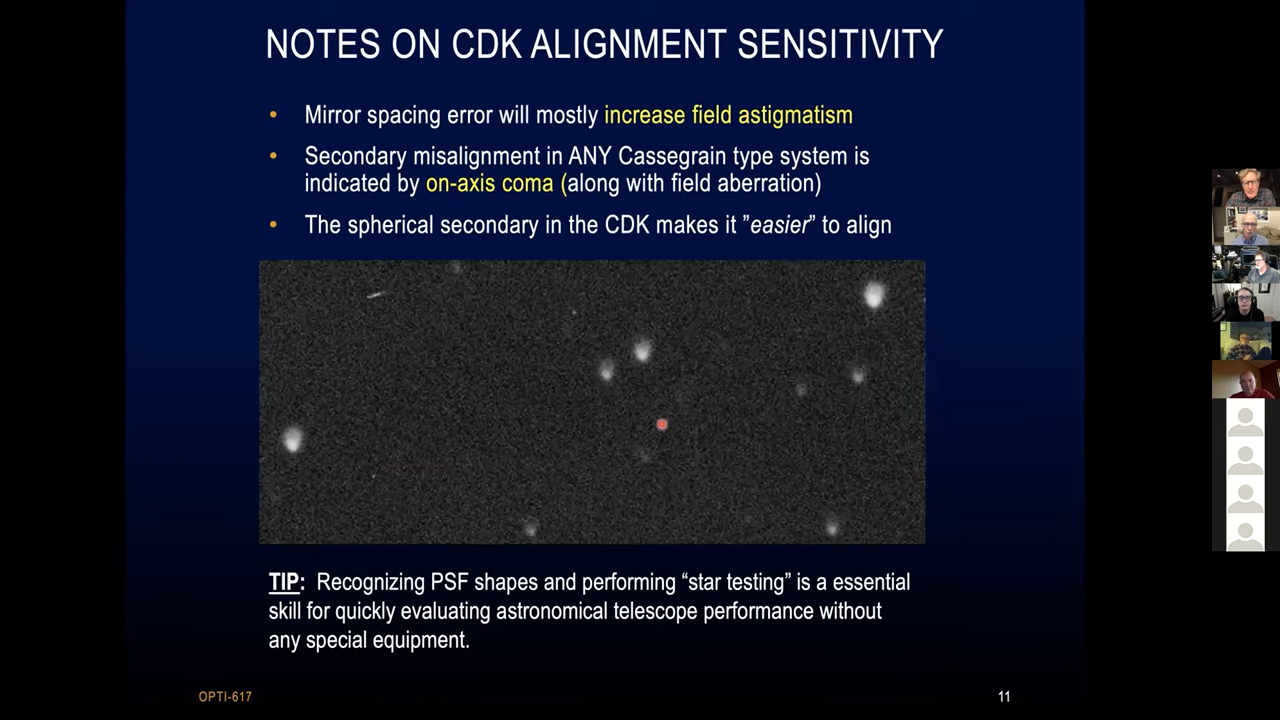 NOTES ON CDK ALIGNMENT SENSITIVITY
• Mirror spacing error will mostly increase field astigmatism
• Secondary misalignment in ANY Cassegrain type system is
indicated by on-axis coma (along with field aberration)
• The spherical secondary in the CDK makes it ”easier” to align
TIP: Recognizing PSF shapes and performing “star testing” is a essential
skill for quickly evaluating astronomical telescope performance without
any special equipment.
OPTI-617
11